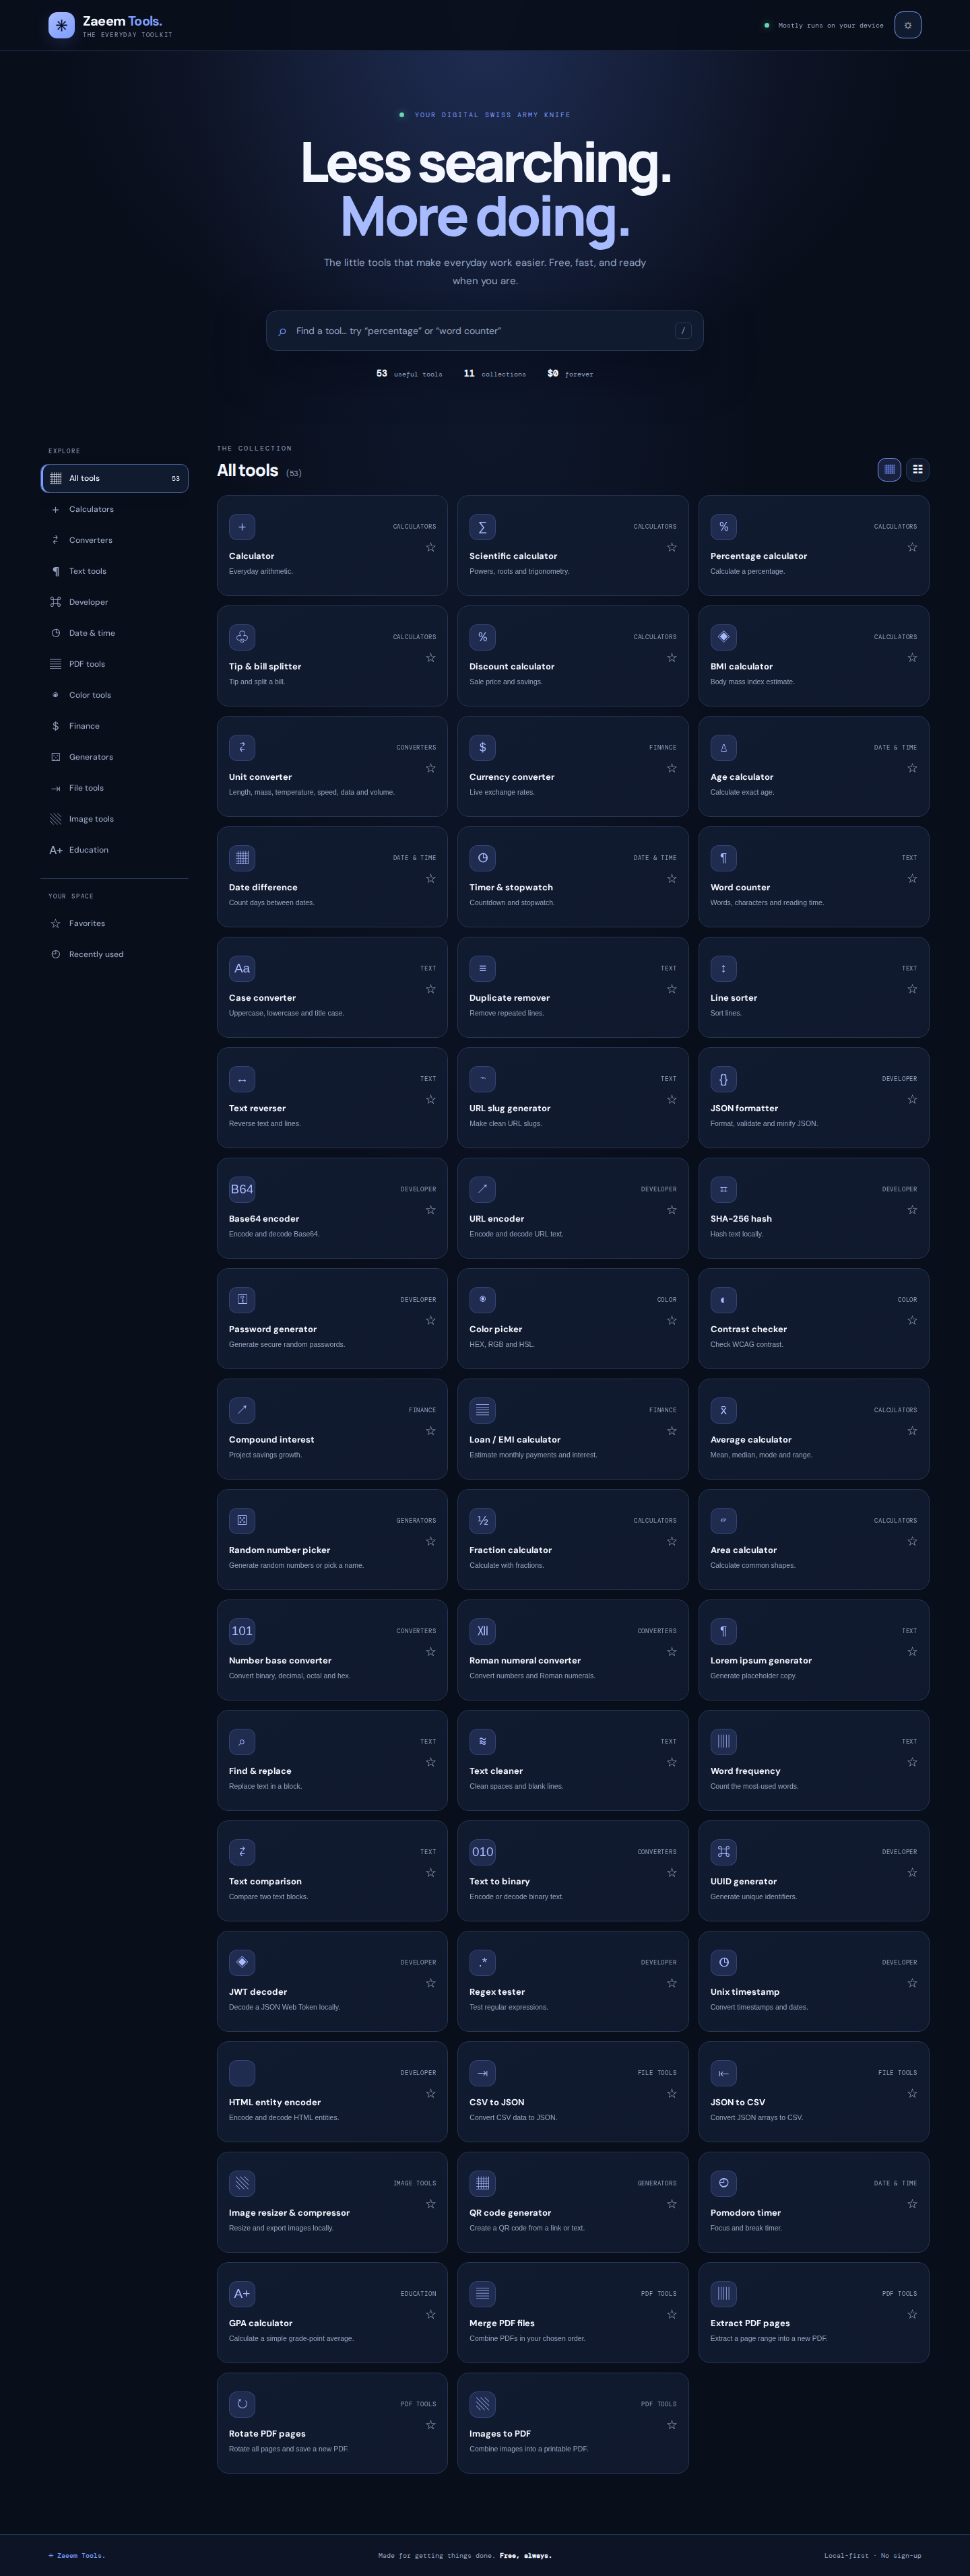 Zaeem Tools.
THE EVERYDAY TOOLKIT
Mostly runs on your device
YOUR DIGITAL SWISS ARMY KNIFE
Less searching.
More doing.
The little tools that make everyday work easier. Free, fast, and ready
when you are.
Find a tool… try “percentage” or “word counter”
/
53 useful tools
11 collections
$0 forever
EXPLORE
All tools 53
+ Calculators
Converters
¶ Text tools
⌘ Developer
Date & time
PDF tools
Color tools
$ Finance
Generators
File tools
Image tools
A+ Education
YOUR SPACE
☆ Favorites
Recently used
THE COLLECTION
All tools (53)
+
CALCULATORS
Calculator
Everyday arithmetic.
∑
CALCULATORS
Scientific calculator
Powers, roots and trigonometry.
%
CALCULATORS
Percentage calculator
Calculate a percentage.
CALCULATORS
Tip & bill splitter
Tip and split a bill.
%
CALCULATORS
Discount calculator
Sale price and savings.
CALCULATORS
BMI calculator
Body mass index estimate.
CONVERTERS
Unit converter
Length, mass, temperature, speed, data and volume.
$
FINANCE
Currency converter
Live exchange rates.
DATE & TIME
Age calculator
Calculate exact age.
DATE & TIME
Date difference
Count days between dates.
DATE & TIME
Timer & stopwatch
Countdown and stopwatch.
¶
TEXT
Word counter
Words, characters and reading time.
Aa
TEXT
Case converter
Uppercase, lowercase and title case.
TEXT
Duplicate remover
Remove repeated lines.
TEXT
Line sorter
Sort lines.
TEXT
Text reverser
Reverse text and lines.
TEXT
URL slug generator
Make clean URL slugs.
{}
DEVELOPER
JSON formatter
Format, validate and minify JSON.
B64
DEVELOPER
Base64 encoder
Encode and decode Base64.
DEVELOPER
URL encoder
Encode and decode URL text.
DEVELOPER
SHA-256 hash
Hash text locally.
DEVELOPER
Password generator
Generate secure random passwords.
COLOR
Color picker
HEX, RGB and HSL.
COLOR
Contrast checker
Check WCAG contrast.
FINANCE
Compound interest
Project savings growth.
FINANCE
Loan / EMI calculator
Estimate monthly payments and interest.
x̄
CALCULATORS
Average calculator
Mean, median, mode and range.
GENERATORS
Random number picker
Generate random numbers or pick a name.
½
CALCULATORS
Fraction calculator
Calculate with fractions.
CALCULATORS
Area calculator
Calculate common shapes.
101
CONVERTERS
Number base converter
Convert binary, decimal, octal and hex.
XII
CONVERTERS
Roman numeral converter
Convert numbers and Roman numerals.
¶
TEXT
Lorem ipsum generator
Generate placeholder copy.
TEXT
Find & replace
Replace text in a block.
TEXT
Text cleaner
Clean spaces and blank lines.
TEXT
Word frequency
Count the most-used words.
TEXT
Text comparison
Compare two text blocks.
010
CONVERTERS
Text to binary
Encode or decode binary text.
⌘
DEVELOPER
UUID generator
Generate unique identifiers.
DEVELOPER
JWT decoder
Decode a JSON Web Token locally.
.*
DEVELOPER
Regex tester
Test regular expressions.
DEVELOPER
Unix timestamp
Convert timestamps and dates.
DEVELOPER
HTML entity encoder
Encode and decode HTML entities.
FILE TOOLS
CSV to JSON
Convert CSV data to JSON.
FILE TOOLS
JSON to CSV
Convert JSON arrays to CSV.
IMAGE TOOLS
Image resizer & compressor
Resize and export images locally.
GENERATORS
QR code generator
Create a QR code from a link or text.
DATE & TIME
Pomodoro timer
Focus and break timer.
A+
EDUCATION
GPA calculator
Calculate a simple grade-point average.
PDF TOOLS
Merge PDF files
Combine PDFs in your chosen order.
PDF TOOLS
Extract PDF pages
Extract a page range into a new PDF.
PDF TOOLS
Rotate PDF pages
Rotate all pages and save a new PDF.
PDF TOOLS
Images to PDF
Combine images into a printable PDF.
Zaeem Tools.
Made for getting things done. Free, always.
Local-first · No sign-up